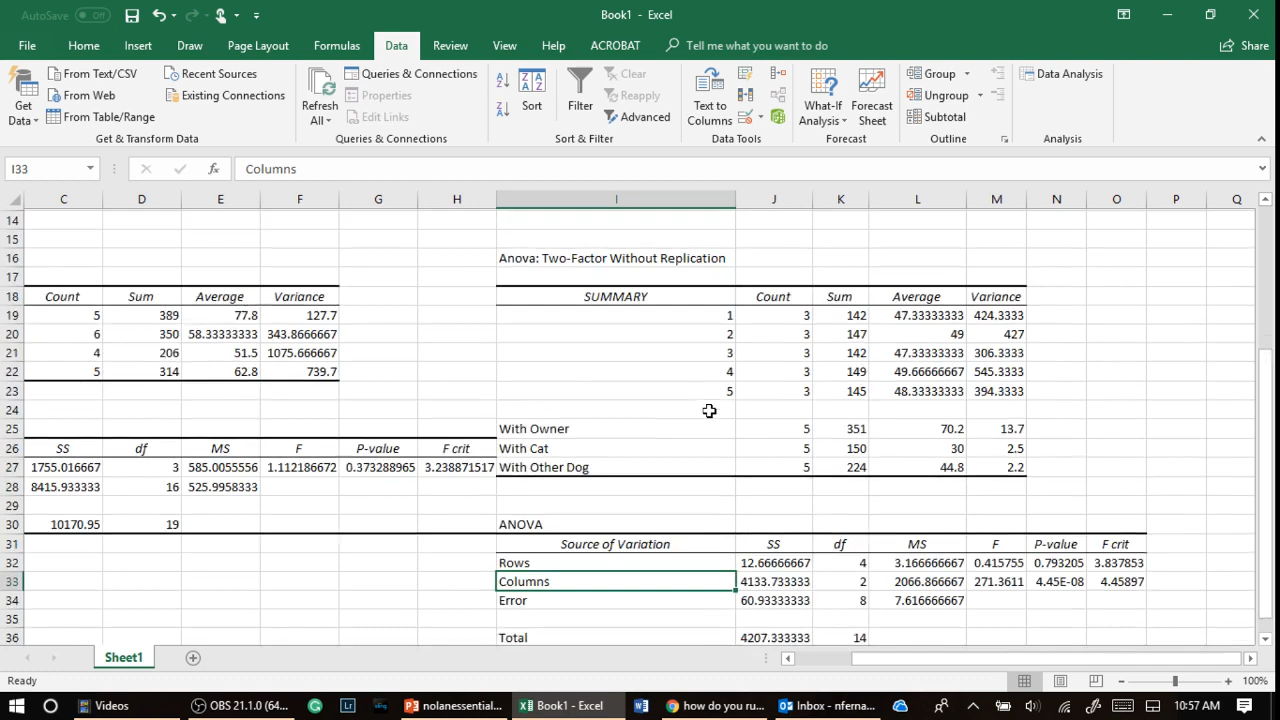 AutoSave Off
Book1 - Excel
File Home Insert Draw Page Layout Formulas Data Review View Help ACROBAT Tell me what you want to do Share
Get Data
From Text/CSV
From Web
From Table/Range
Recent Sources
Existing Connections
Get & Transform Data
Refresh All
Queries & Connections
Properties
Edit Links
Queries & Connections
Sort
Filter
Clear
Reapply
Advanced
Sort & Filter
Text to Columns
Data Tools
What-If Analysis
Forecast Sheet
Forecast
Group
Ungroup
Subtotal
Outline
Data Analysis
Analysis
I33 fx Columns
C D E F G H I J K L M N O P Q
14
15
16 Anova: Two-Factor Without Replication
17
18 Count Sum Average Variance SUMMARY Count Sum Average Variance
19 5 389 77.8 127.7 1 3 142 47.33333333 424.3333
20 6 350 58.33333333 343.8666667 2 3 147 49 427
21 4 206 51.5 1075.666667 3 3 142 47.33333333 306.3333
22 5 314 62.8 739.7 4 3 149 49.66666667 545.3333
23 5 3 145 48.33333333 394.3333
24
25 With Owner 5 351 70.2 13.7
26 SS df MS F P-value F crit With Cat 5 150 30 2.5
27 1755.016667 3 585.0055556 1.112186672 0.373288965 3.238871517 With Other Dog 5 224 44.8 2.2
28 8415.933333 16 525.9958333
29
30 10170.95 19 ANOVA
31 Source of Variation SS df MS F P-value F crit
32 Rows 12.66666667 4 3.166666667 0.415755 0.793205 3.837853
33 Columns 4133.733333 2 2066.866667 271.3611 4.45E-08 4.45897
34 Error 60.93333333 8 7.616666667
35
36 Total 4207.333333 14
Sheet1
Ready 100%
Videos OBS 21.1.0 (64... nolanessential... Book1 - Excel how do you ru... Inbox - nferna... 10:57 AM